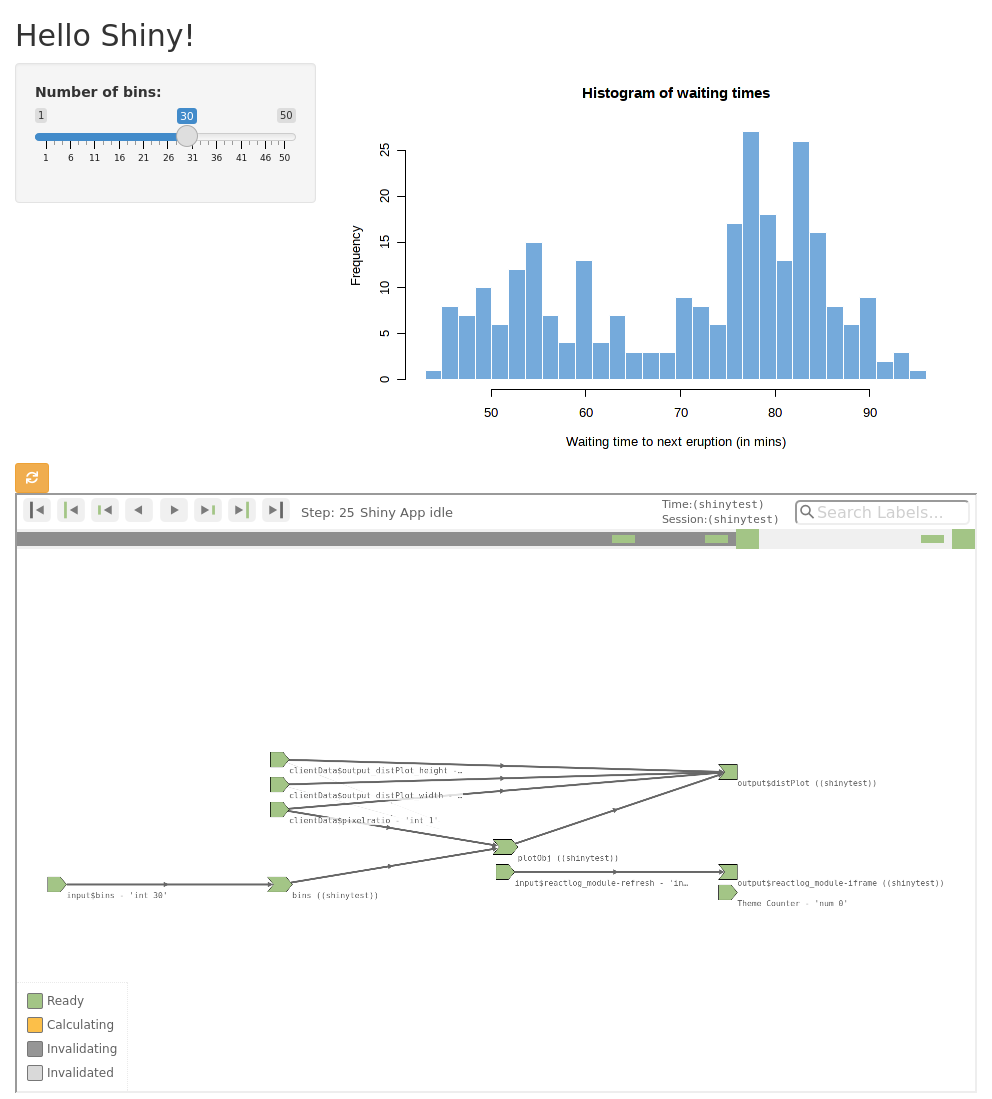 Hello Shiny!
Number of bins:
1 30 50
1 6 11 16 21 26 31 36 41 46 50
Histogram of waiting times
Frequency
0 5 10 15 20 25
50 60 70 80 90
Waiting time to next eruption (in mins)
Step: 25 Shiny App idle
Time:(shinytest)
Session:(shinytest)
Search Labels...
clientData$output_distPlot_height -…
output$distPlot ((shinytest))
clientData$output_distPlot_width - …
clientData$pixelratio - 'int 1'
plotObj ((shinytest))
input$reactlog_module-refresh - 'in…
output$reactlog_module-iframe ((shinytest))
input$bins - 'int 30'
bins ((shinytest))
Theme Counter - 'num 0'
Ready
Calculating
Invalidating
Invalidated